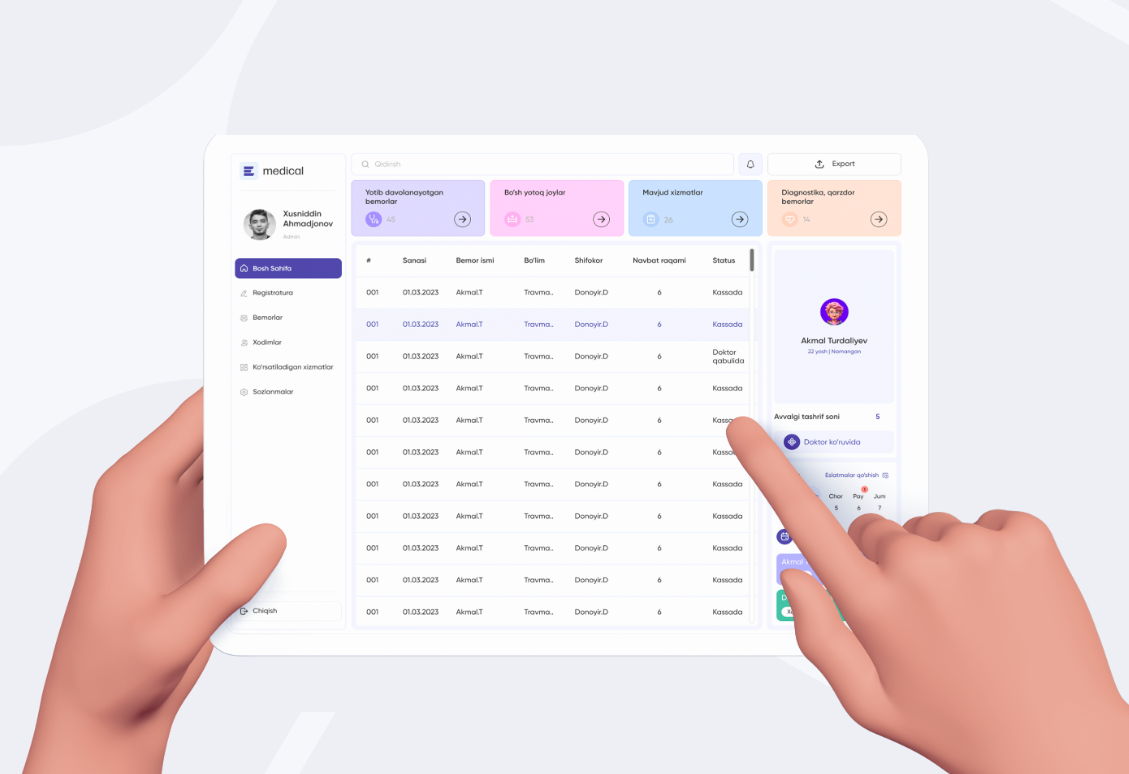 medical
Xusniddin
Ahmadjonov
Admin
Bosh Sahifa
Registratura
Bemorlar
Xodimlar
Ko'rsatiladigan xizmatlar
Sozlanmalar
Chiqish
Qidirsh
Export
Yotib davolanayotgan
bemorlar
45
Bo'sh yotoq joylar
53
Mavjud xizmatlar
26
Diagnostika, qarzdor
bemorlar
14
# Sanasi Bemor ismi Bo'lim Shifokor Navbat raqami Status
001 01.03.2023 Akmal.T Travma.. Donoyir.D 6 Kassada
001 01.03.2023 Akmal.T Travma.. Donoyir.D 6 Kassada
001 01.03.2023 Akmal.T Travma.. Donoyir.D 6 Doktor
qabulida
001 01.03.2023 Akmal.T Travma.. Donoyir.D 6 Kassada
001 01.03.2023 Akmal.T Travma.. Donoyir.D 6
001 01.03.2023 Akmal.T Travma.. Donoyir.D 6
001 01.03.2023 Akmal.T Travma.. Donoyir.D 6 Kassada
001 01.03.2023 Akmal.T Travma.. Donoyir.D 6 Kassada
001 01.03.2023 Akmal.T Travma.. Donoyir.D 6 Kassada
001 01.03.2023 Akmal.T Travma.. Donoyir.D 6 Kassada
001 01.03.2023 Akmal.T Travma.. Donoyir.D 6 Kassada
Akmal Turdaliyev
22 yosh | Namangan
Avvalgi tashrif soni 5
Doktor ko'ruvida
Eslatmalar qo'shish
1
Chor Pay Jum
5 6 7
Akmal